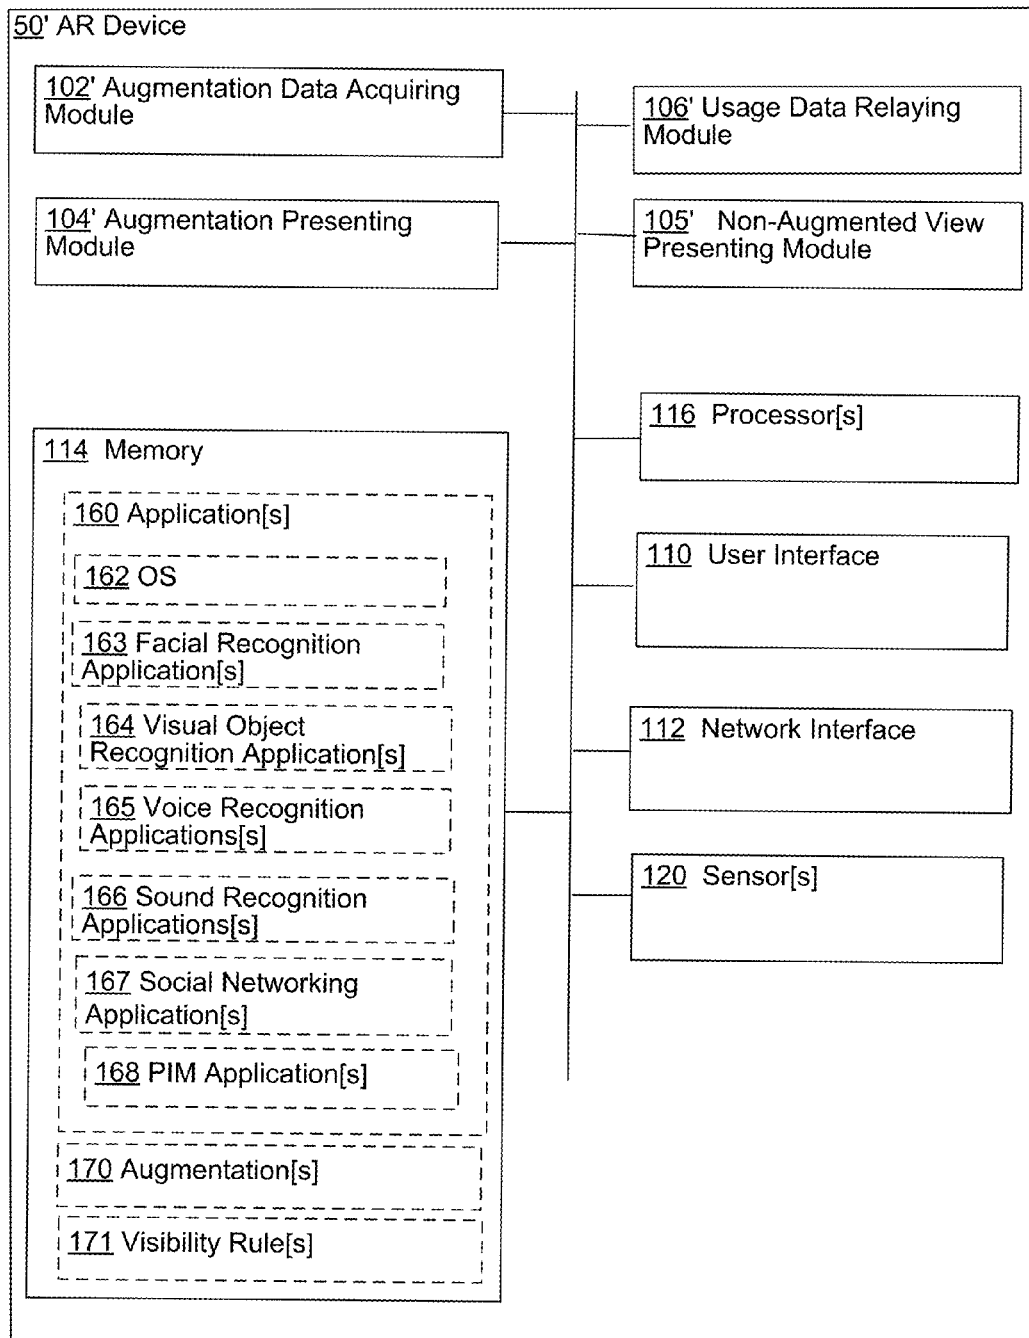 50' AR Device
102' Augmentation Data Acquiring
Module
106' Usage Data Relaying
Module
104' Augmentation Presenting
Module
105' Non-Augmented View
Presenting Module
116 Processor[s]
110 User Interface
112 Network Interface
120 Sensor[s]
114 Memory
160 Application[s]
162 OS
163 Facial Recognition
Application[s]
164 Visual Object
Recognition Application[s]
165 Voice Recognition
Applications[s]
166 Sound Recognition
Applications[s]
167 Social Networking
Application[s]
168 PIM Application[s]
170 Augmentation[s]
171 Visibility Rule[s]